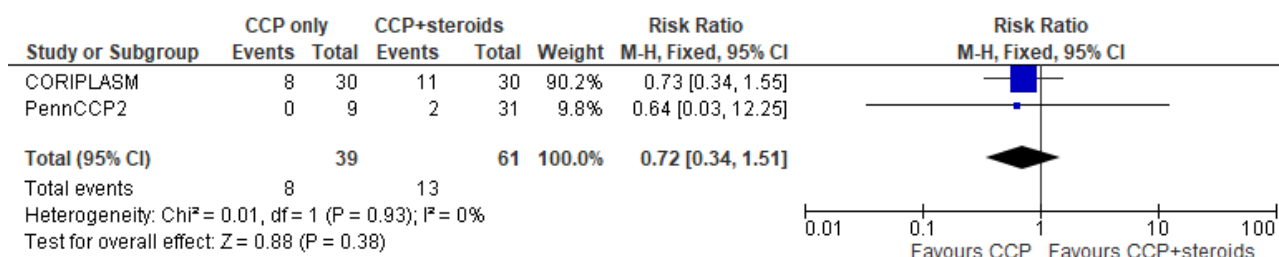 CCP only CCP+steroids Risk Ratio Risk Ratio
Study or Subgroup Events Total Events Total Weight M-H, Fixed, 95% CI M-H, Fixed, 95% CI
CORIPLASM 8 30 11 30 90.2% 0.73 [0.34, 1.55]
PennCCP2 0 9 2 31 9.8% 0.64 [0.03, 12.25]
Total (95% CI) 39 61 100.0% 0.72 [0.34, 1.51]
Total events 8 13
Heterogeneity: Chi² = 0.01, df = 1 (P = 0.93); I² = 0%
Test for overall effect: Z = 0.88 (P = 0.38)
0.01 0.1 1 10 100
Favours CCP Favours CCP+steroids